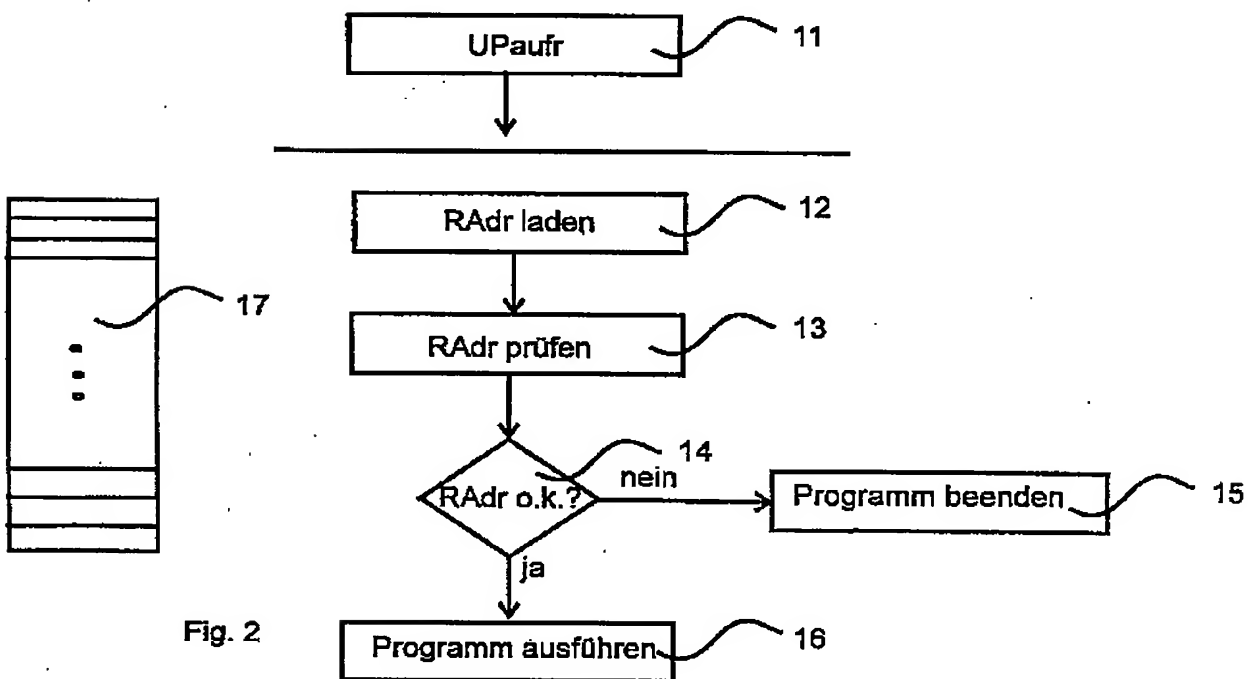 UPaufr
11
RAdr laden
12
17
RAdr prüfen
13
RAdr o.k.?
14
nein
Programm beenden
15
ja
Fig. 2
Programm ausführen
16